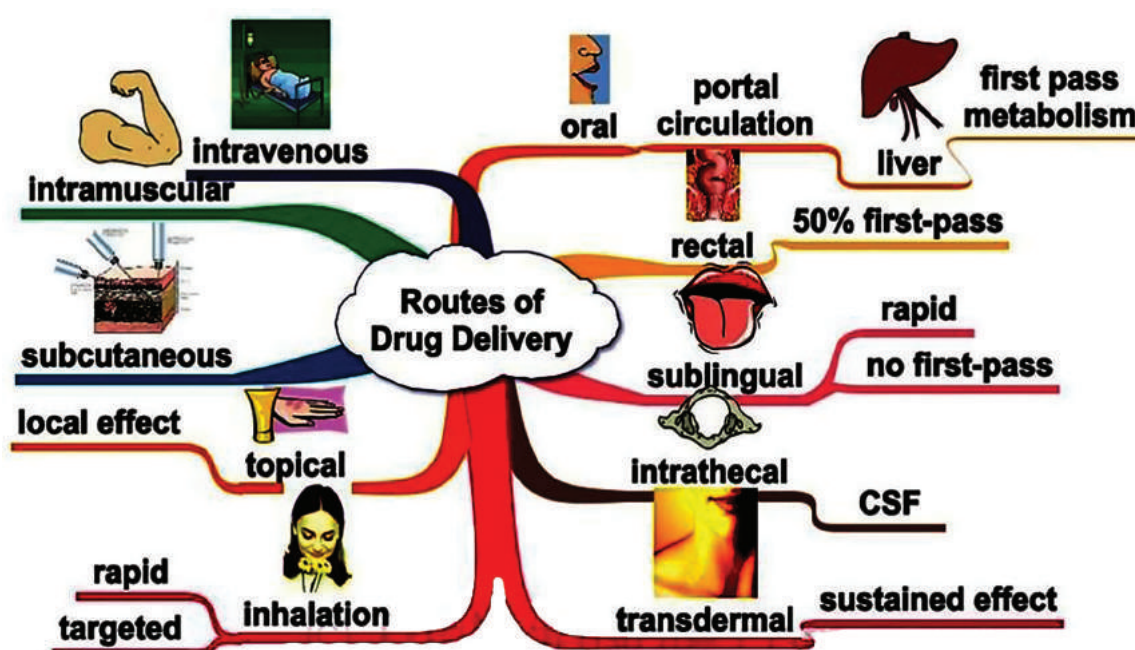 Routes of
Drug Delivery
oral
portal
circulation
liver
first pass
metabolism
rectal
50% first-pass
sublingual
rapid
no first-pass
intrathecal
CSF
transdermal
sustained effect
intravenous
intramuscular
subcutaneous
topical
local effect
inhalation
rapid
targeted